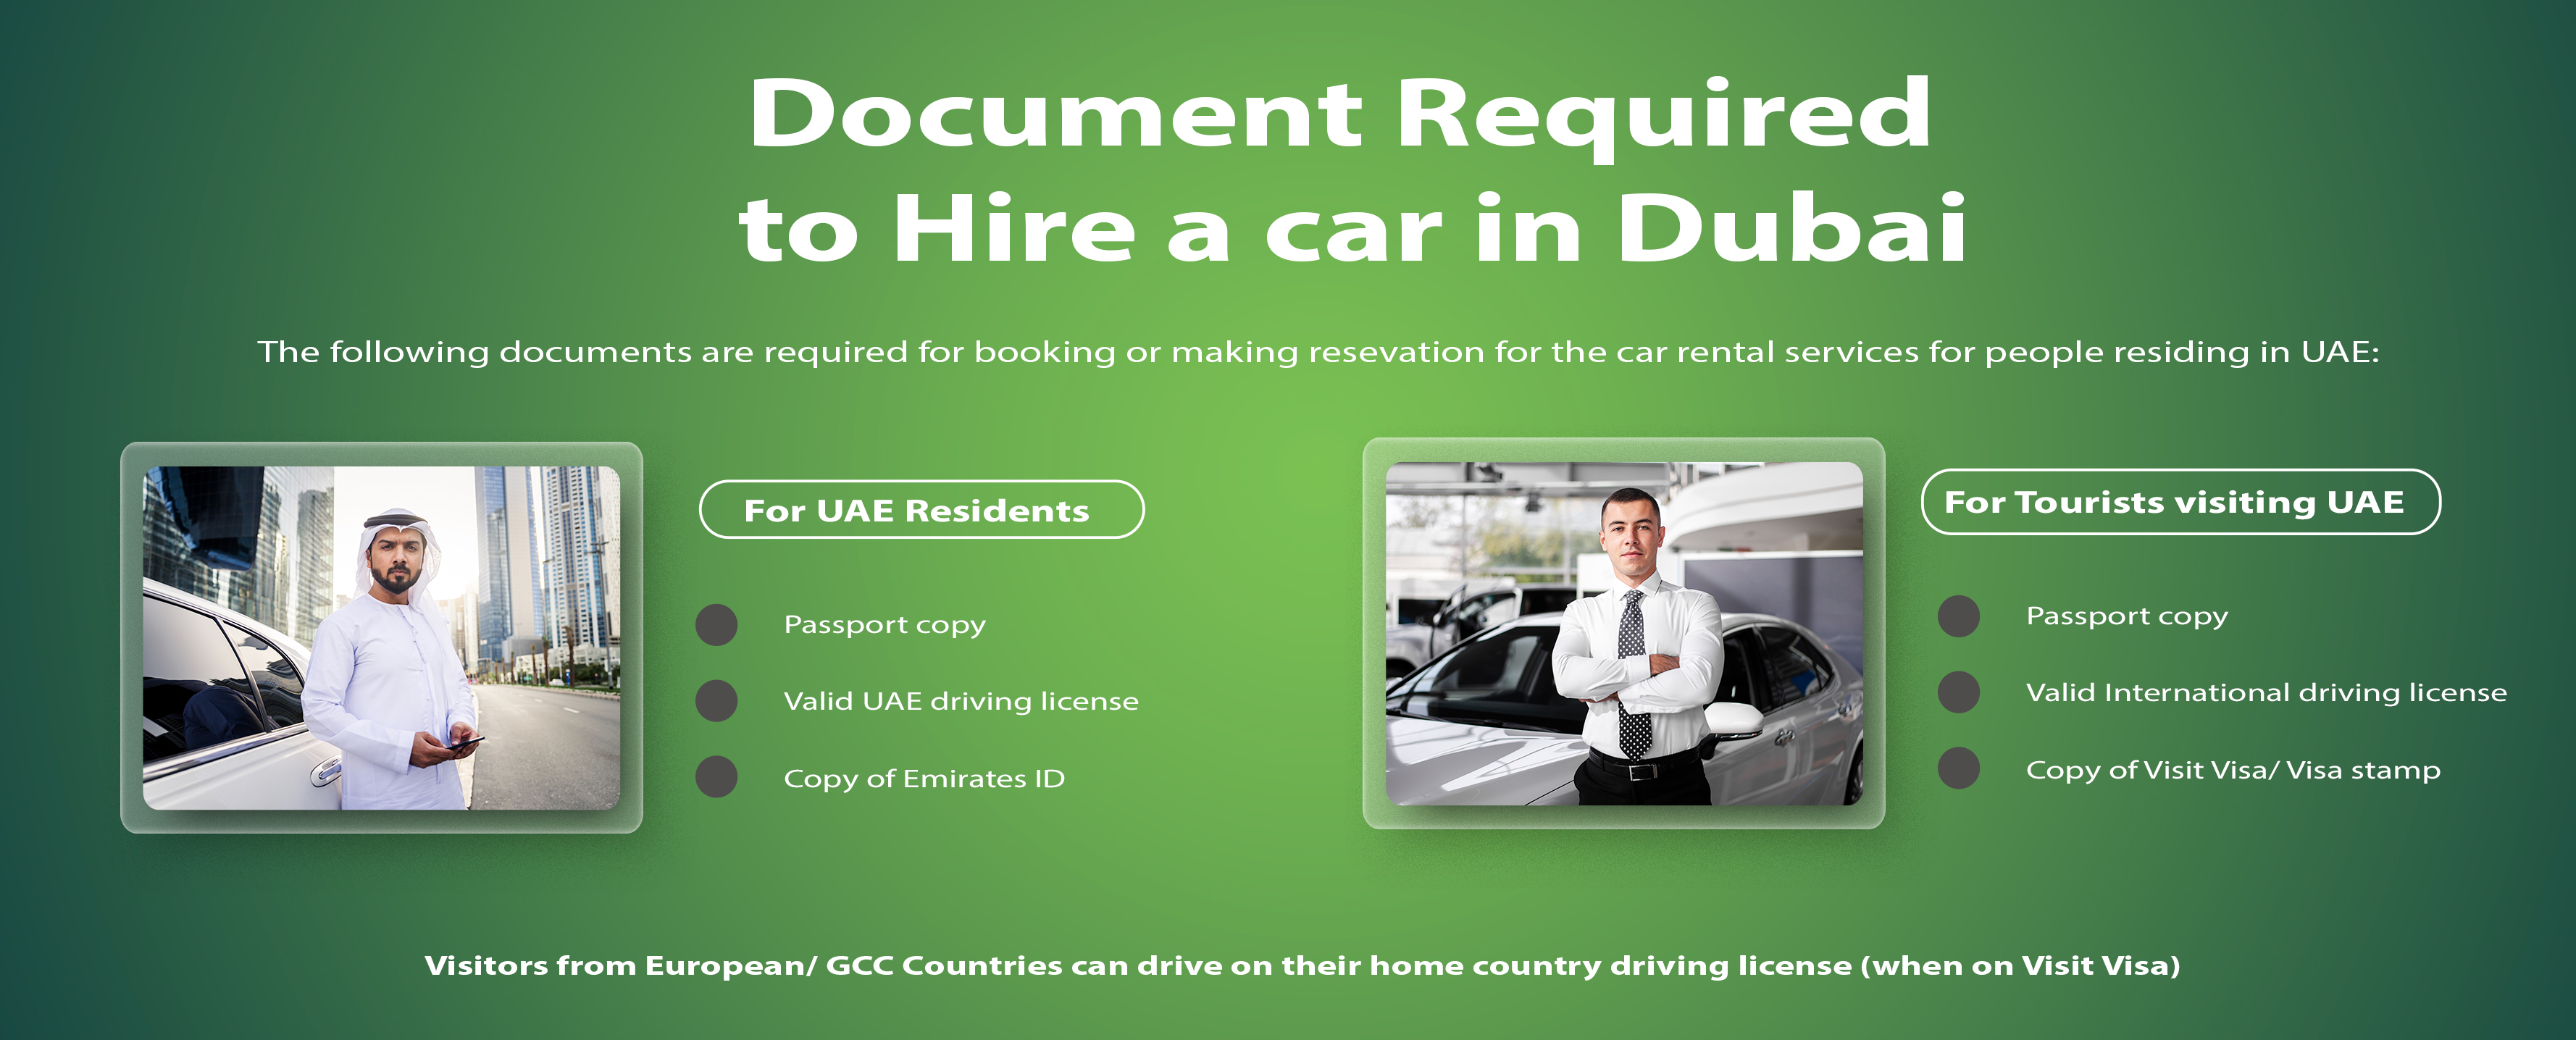 Document Required
to Hire a car in Dubai
The following documents are required for booking or making resevation for the car rental services for people residing in UAE:
For UAE Residents
Passport copy
Valid UAE driving license
Copy of Emirates ID
For Tourists visiting UAE
Passport copy
Valid International driving license
Copy of Visit Visa/ Visa stamp
Visitors from European/ GCC Countries can drive on their home country driving license (when on Visit Visa)